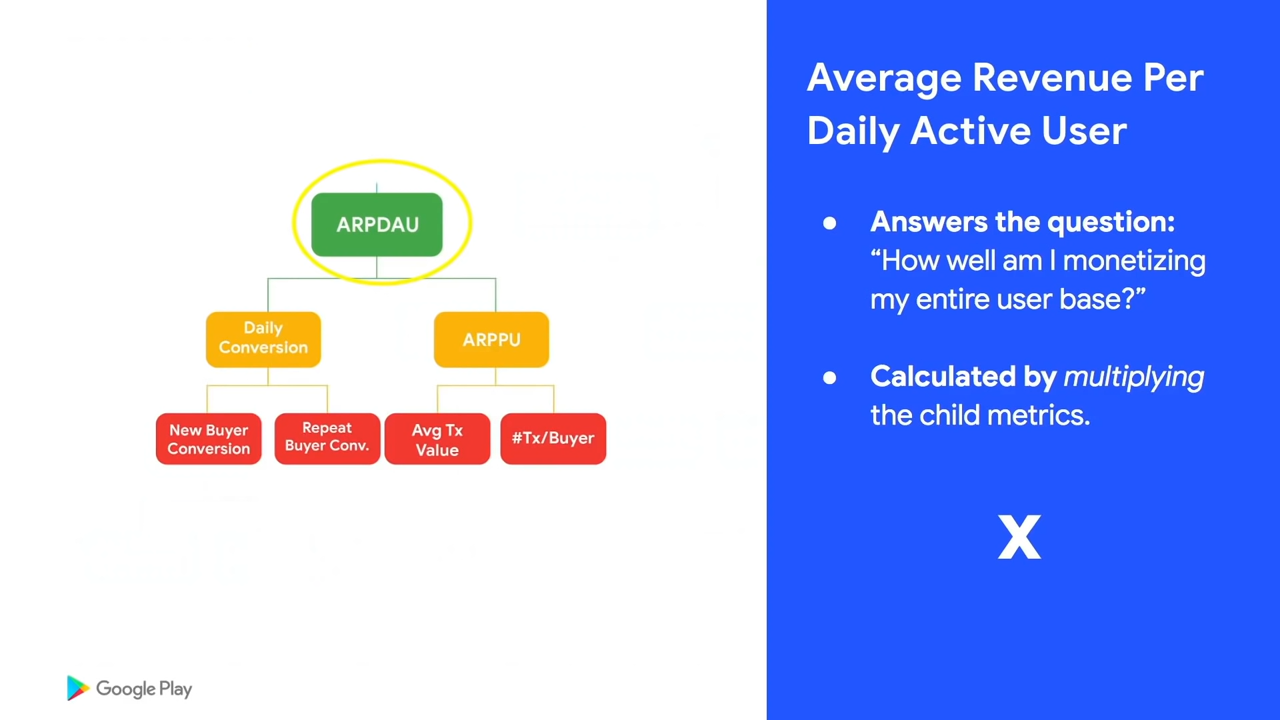 ARPDAU
Daily
Conversion
ARPPU
New Buyer
Conversion
Repeat
Buyer Conv.
Avg Tx
Value
#Tx/Buyer
Google Play
Average Revenue Per
Daily Active User
● Answers the question:
“How well am I monetizing
my entire user base?”
● Calculated by multiplying
the child metrics.
X